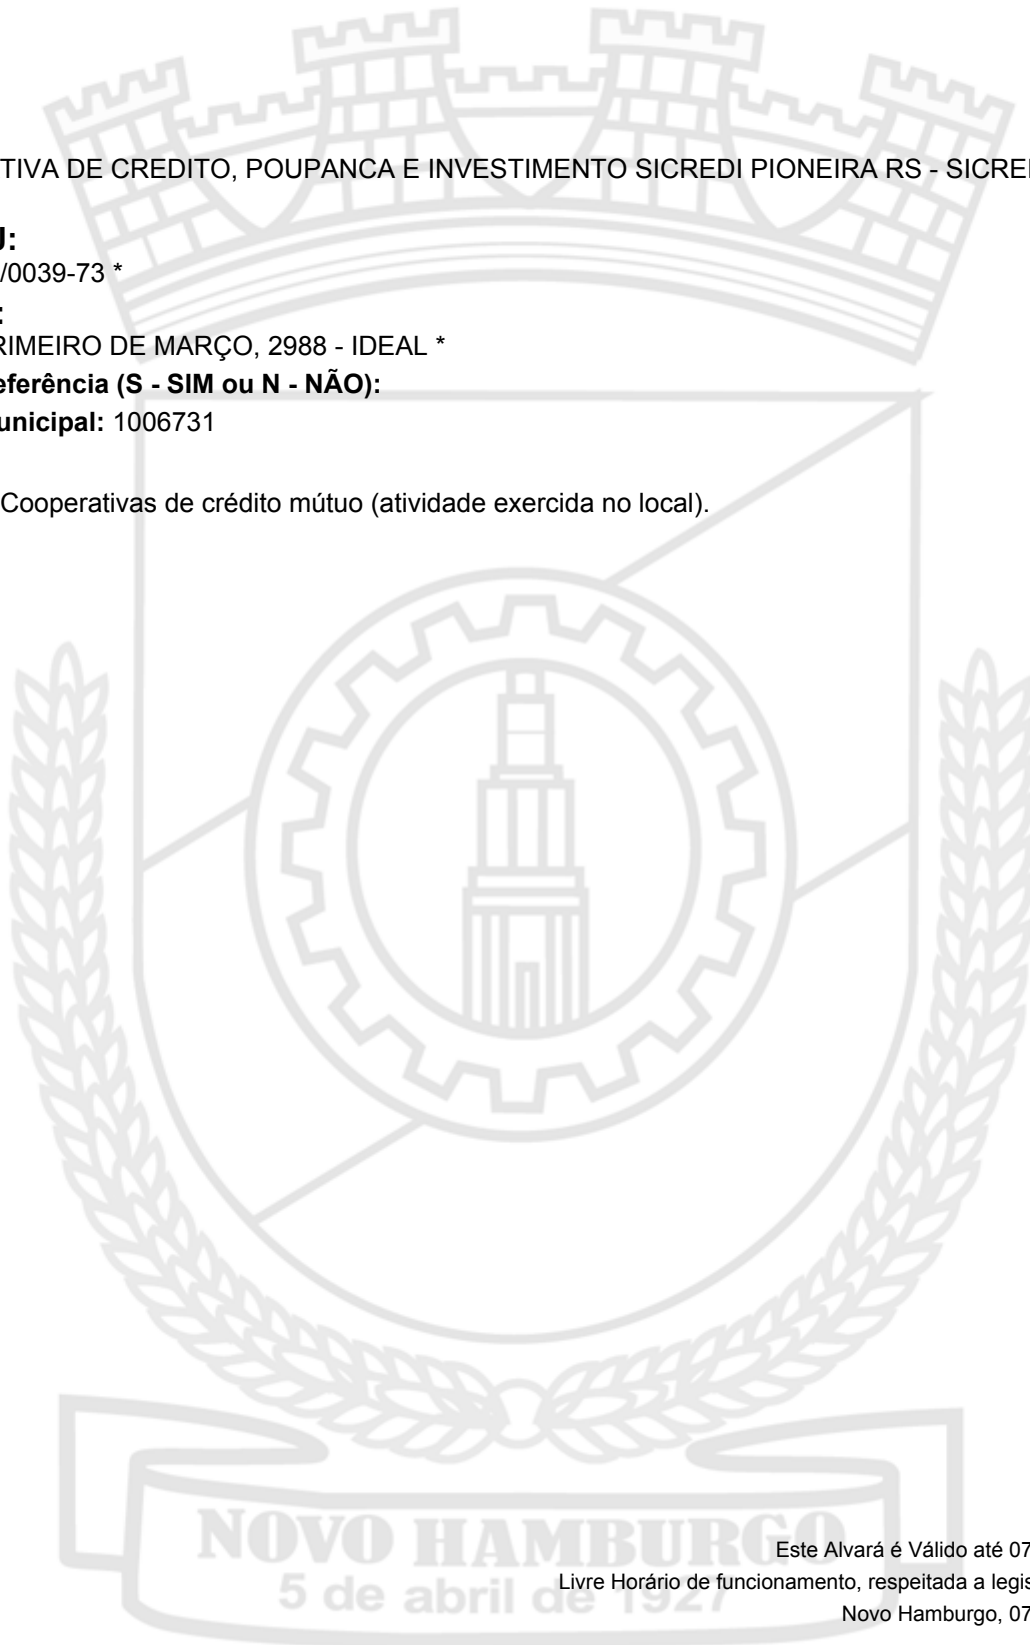 TIVA DE CREDITO, POUPANCA E INVESTIMENTO SICREDI PIONEIRA RS - SICRE
J:
/0039-73 *
:
RIMEIRO DE MARÇO, 2988 - IDEAL *
eferência (S - SIM ou N - NÃO):
unicipal: 1006731
Cooperativas de crédito mútuo (atividade exercida no local).
NOVO HAMBURGO
5 de abril de 1927
Este Alvará é Válido até 07
Livre Horário de funcionamento, respeitada a legis
Novo Hamburgo, 07